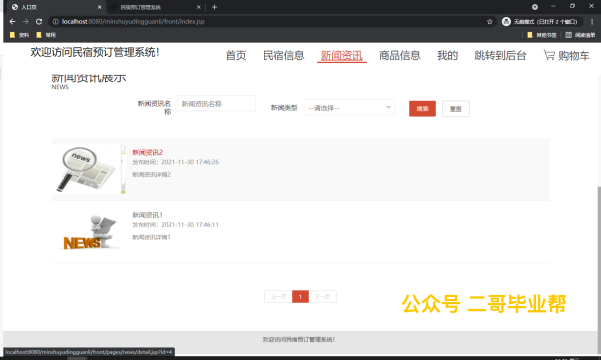 入口页
民宿预订管理系统
localhost:8080/minshuyudingguanli/front/index.jsp
无痕模式（已打开 2 个窗口）
资料
常用
其他书签
阅读清单
欢迎访问民宿预订管理系统！
首页
民宿信息
新闻资讯
商品信息
我的
跳转到后台
购物车
新闻资讯展示
NEWS
新闻资讯名称
新闻资讯名称
新闻类型
--请选择--
搜索
重置
news
新闻资讯2
发布时间：2021-11-30 17:46:26
新闻资讯详情2
NEWS
新闻资讯1
发布时间：2021-11-30 17:46:11
新闻资讯详情1
上一页
1
下一页
公众号 二哥毕业帮
欢迎访问民宿预订管理系统！
localhost:8080/minshuyudingguanli/front/pages/news/detail.jsp?id=4